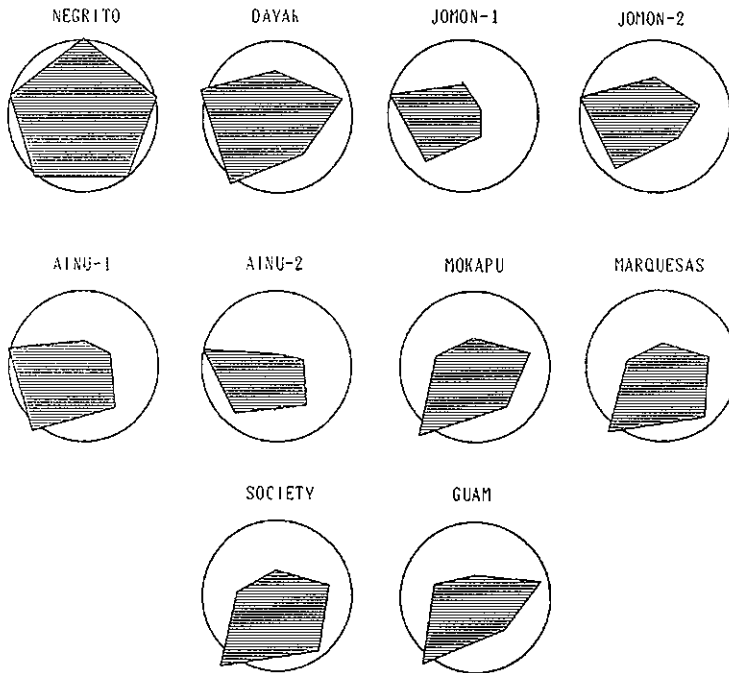 NEGRITO DAYAK JOMON-1 JOMON-2
AINU-1 AINU-2 MOKAPU MARQUESAS
SOCIETY GUAM